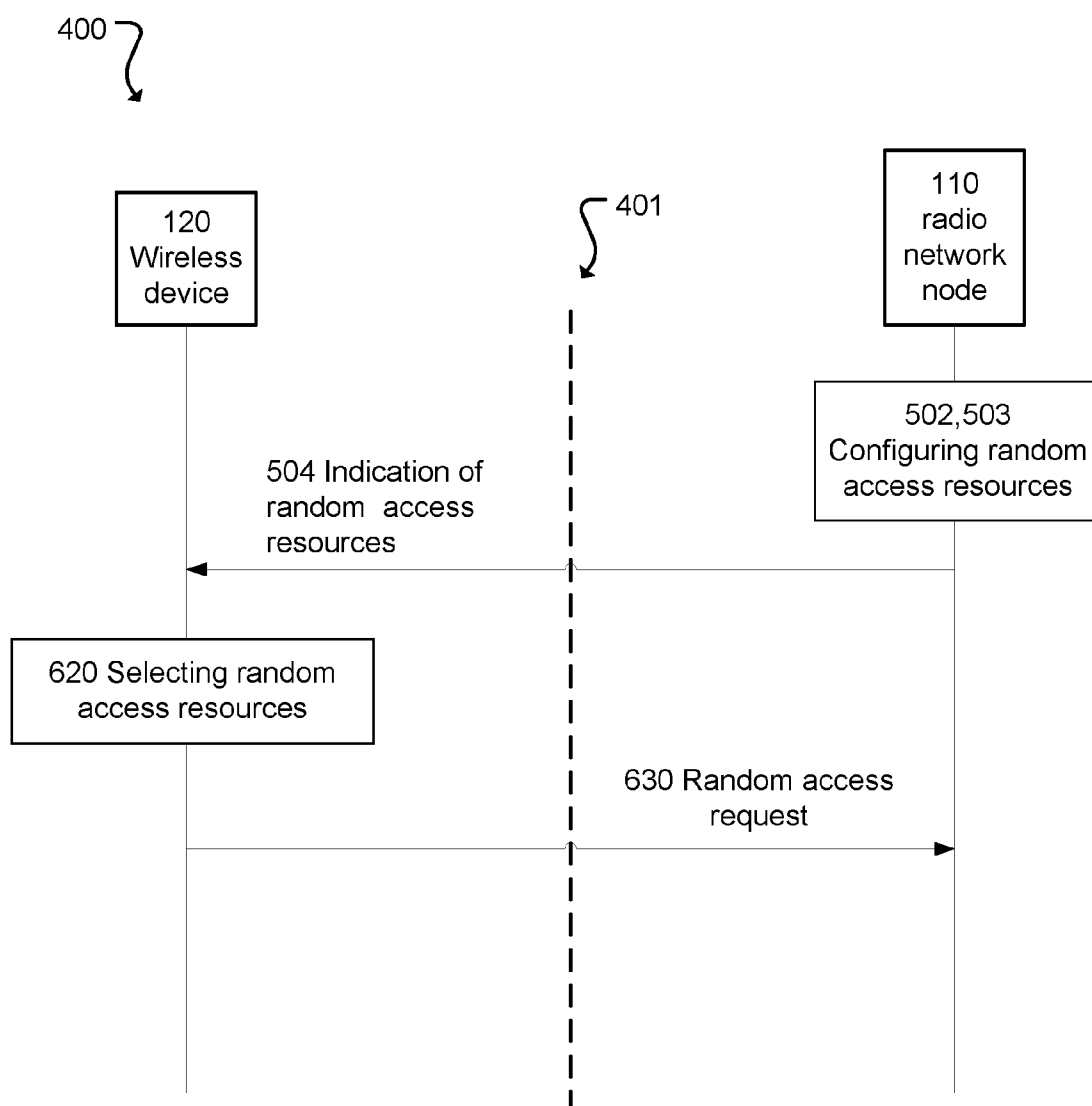 400
401
120
Wireless
device
110
radio
network
node
502,503
Configuring random
access resources
504 Indication of
random access
resources
620 Selecting random
access resources
630 Random access
request